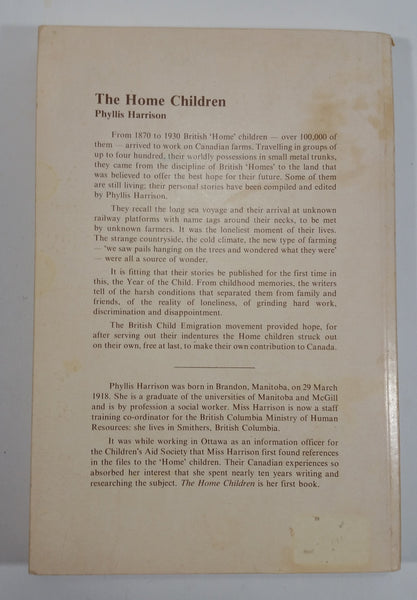 The Home Children
Phyllis Harrison
From 1870 to 1930 British 'Home' children — over 100,000 of
them — arrived to work on Canadian farms. Travelling in groups of
up to four hundred, their worldly possessions in small metal trunks,
they came from the discipline of British 'Homes' to the land that
was believed to offer the best hope for their future. Some of them
are still living; their personal stories have been compiled and edited
by Phyllis Harrison.
They recall the long sea voyage and their arrival at unknown
railway platforms with name tags around their necks, to be met
by unknown farmers. It was the loneliest moment of their lives.
The strange countryside, the cold climate, the new type of farming
— 'we saw pails hanging on the trees and wondered what they were'
— were all a source of wonder.
It is fitting that their stories be published for the first time in
this, the Year of the Child. From childhood memories, the writers
tell of the harsh conditions that separated them from family and
friends, of the reality of loneliness, of grinding hard work,
discrimination and disappointment.
The British Child Emigration movement provided hope, for
after serving out their indentures the Home children struck out
on their own, free at last, to make their own contribution to Canada.
Phyllis Harrison was born in Brandon, Manitoba, on 29 March
1918. She is a graduate of the universities of Manitoba and McGill
and is by profession a social worker. Miss Harrison is now a staff
training co-ordinator for the British Columbia Ministry of Human
Resources: she lives in Smithers, British Columbia.
It was while working in Ottawa as an information officer for
the Children's Aid Society that Miss Harrison first found references
in the files to the 'Home' children. Their Canadian experiences so
absorbed her interest that she spent nearly ten years writing and
researching the subject. The Home Children is her first book.